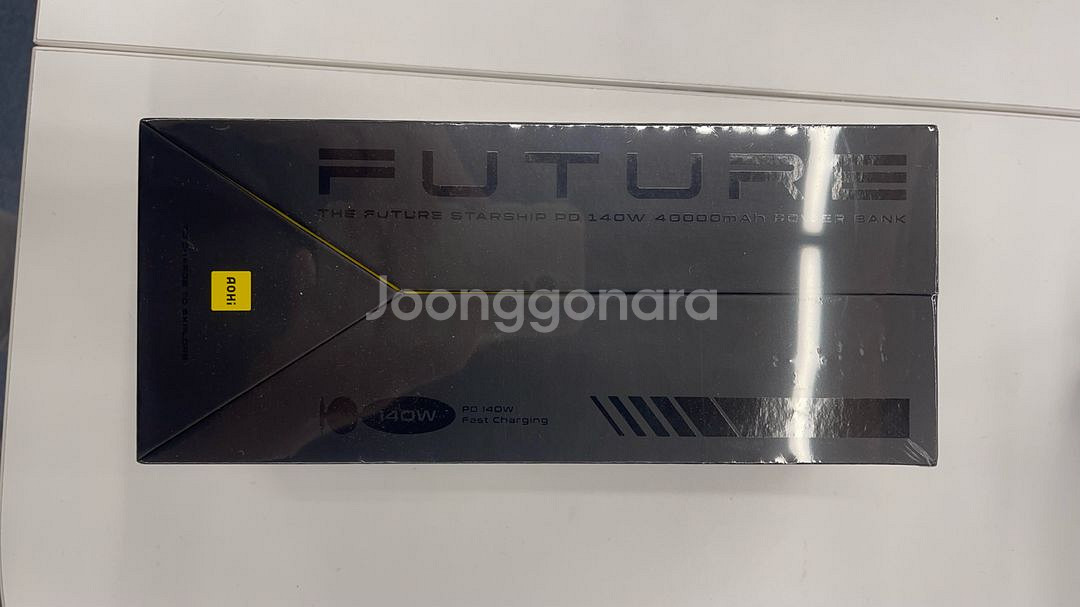 FUTURE
THE FUTURE STARSHIP PD 140W 40000mAh POWER BANK
AOHi
Joonggonara
140W
PD 140W
Fast Charging